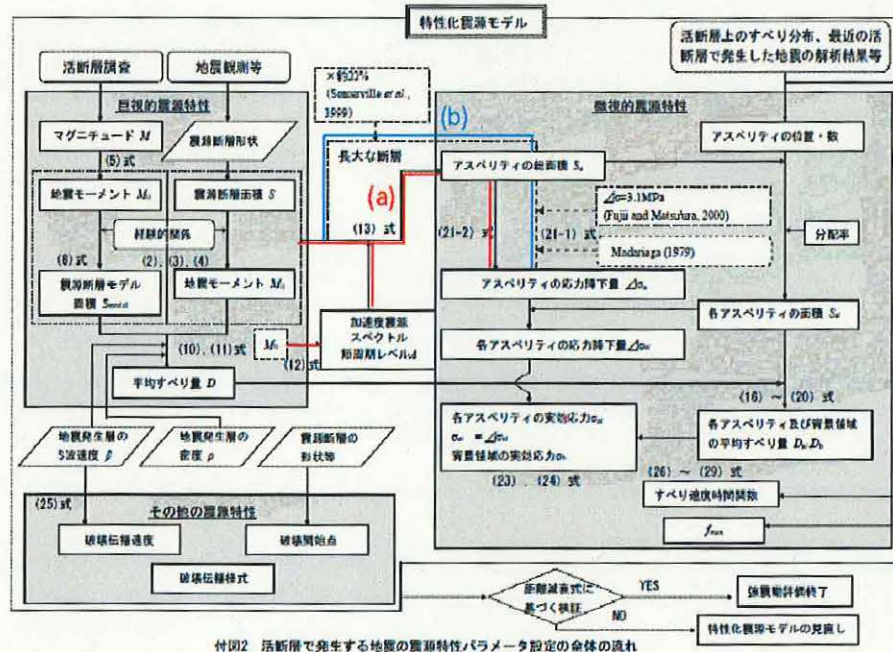 特性化震源モデル
活断層調査
地震観測等
×約22%
(Somerville et al.,
1999)
活断層上のすべり分布、最近の活
断層で発生した地震の解析結果等
巨視的震源特性
微視的震源特性
(b)
マグニチュード M
震源断層形状
長大な断層
アスペリティの総面積 Sa
アスペリティの位置・数
(5) 式
(a)
地震モーメント M0
震源断層面積 S
(13) 式
(21-2) 式
(21-1) 式
Δσ=3.1MPa
(Fujii and Matsu'ura, 2000)
経験的関係
分配率
Madariaga (1979)
(6) 式
(2)、(3)、(4)
震源断層モデル
面積 Smodel
地震モーメント M0
アスペリティの応力降下量 Δσa
各アスペリティの面積 Sai
加速度震源
スペクトル
短周期レベルA
(10)、(11)式
M0
(12)式
各アスペリティの応力降下量Δσai
平均すべり量 D
(16) ～ (20) 式
各アスペリティの実効応力σai
σai =Δσai
背景領域の実効応力σb
各アスペリティ及び背景領域
の平均すべり量 Dai,Db
地震発生層の
S波速度 β
地震発生層の
密度 ρ
震源断層の
形状等
(23)、(24) 式
(26) ～ (29) 式
すべり速度時間関数
(25)式
その他の震源特性
fmax
破壊伝播速度
破壊開始点
破壊伝播様式
距離減衰式に
基づく検証
YES
強震動評価終了
NO
特性化震源モデルの見直し
付図2 活断層で発生する地震の震源特性パラメータ設定の全体の流れ